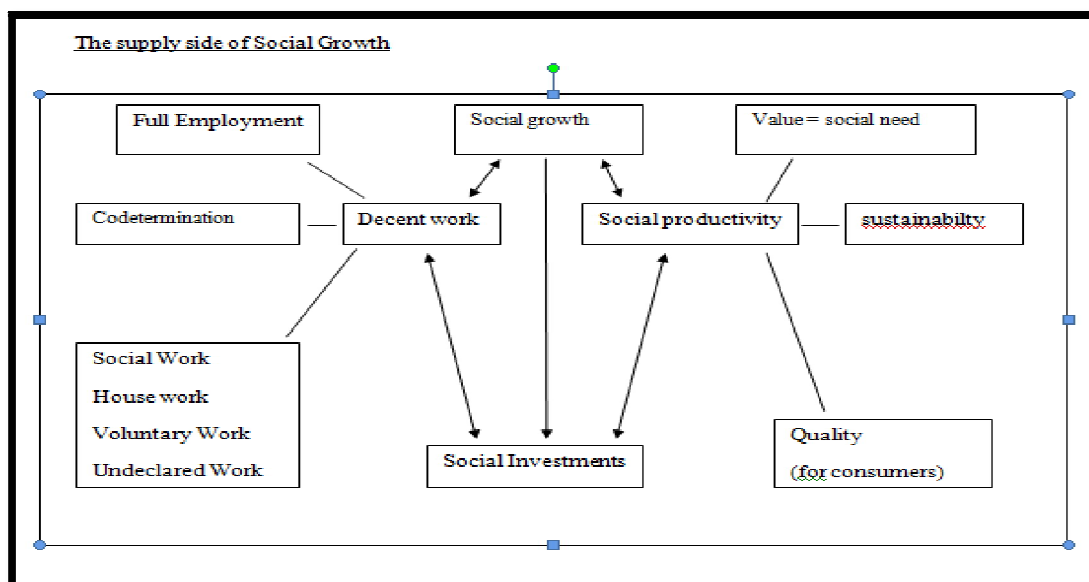 The supply side of Social Growth
Full Employment
Social growth
Value = social need
Codetermination
Decent work
Social productivity
sustainabilty
Social Work
House work
Voluntary Work
Undeclared Work
Social Investments
Quality
(for consumers)